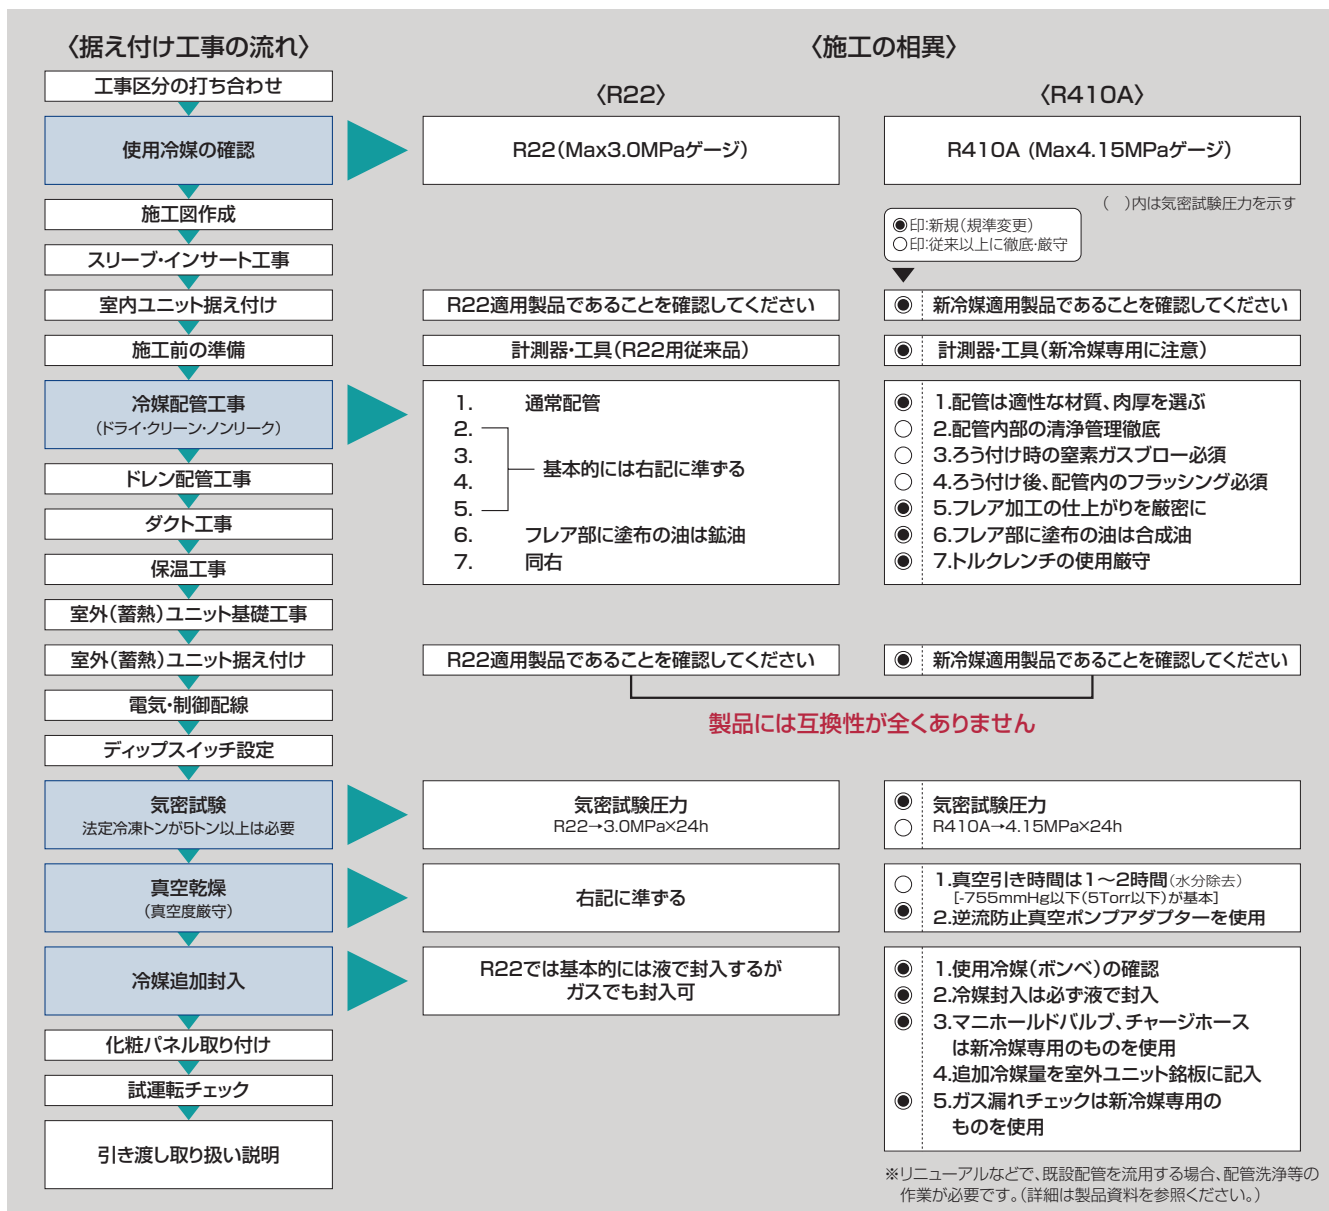 〈据え付け工事の流れ〉
工事区分の打ち合わせ
使用冷媒の確認
施工図作成
スリーブ・インサート工事
室内ユニット据え付け
施工前の準備
冷媒配管工事
(ドライ・クリーン・ノンリーク)
ドレン配管工事
ダクト工事
保温工事
室外(蓄熱)ユニット基礎工事
室外(蓄熱)ユニット据え付け
電気・制御配線
ディップスイッチ設定
気密試験
法定冷凍トンが5トン以上は必要
真空乾燥
(真空度厳守)
冷媒追加封入
化粧パネル取り付け
試運転チェック
引き渡し取り扱い説明
〈施工の相異〉
〈R22〉
R22(Max3.0MPaゲージ)
R22適用製品であることを確認してください
計測器・工具(R22用従来品)
1. 通常配管
2.
3.
4.
5.
基本的には右記に準ずる
6. フレア部に塗布の油は鉱油
7. 同右
R22適用製品であることを確認してください
気密試験圧力
R22→3.0MPa×24h
右記に準ずる
R22では基本的には液で封入するが
ガスでも封入可
〈R410A〉
R410A (Max4.15MPaゲージ)
( )内は気密試験圧力を示す
◉印:新規(規準変更)
○印:従来以上に徹底・厳守
◉ 新冷媒適用製品であることを確認してください
◉ 計測器・工具(新冷媒専用に注意)
◉ 1.配管は適性な材質、肉厚を選ぶ
○ 2.配管内部の清浄管理徹底
○ 3.ろう付け時の窒素ガスブロー必須
○ 4.ろう付け後、配管内のフラッシング必須
◉ 5.フレア加工の仕上がりを厳密に
◉ 6.フレア部に塗布の油は合成油
◉ 7.トルクレンチの使用厳守
◉ 新冷媒適用製品であることを確認してください
製品には互換性が全くありません
◉ 気密試験圧力
○ R410A→4.15MPa×24h
○ 1.真空引き時間は1〜2時間(水分除去)
[-755mmHg以下(5Torr以下)が基本]
◉ 2.逆流防止真空ポンプアダプターを使用
◉ 1.使用冷媒(ボンベ)の確認
◉ 2.冷媒封入は必ず液で封入
◉ 3.マニホールドバルブ、チャージホース
は新冷媒専用のものを使用
4.追加冷媒量を室外ユニット銘板に記入
◉ 5.ガス漏れチェックは新冷媒専用の
ものを使用
※リニューアルなどで、既設配管を流用する場合、配管洗浄等の
作業が必要です。(詳細は製品資料を参照ください。)